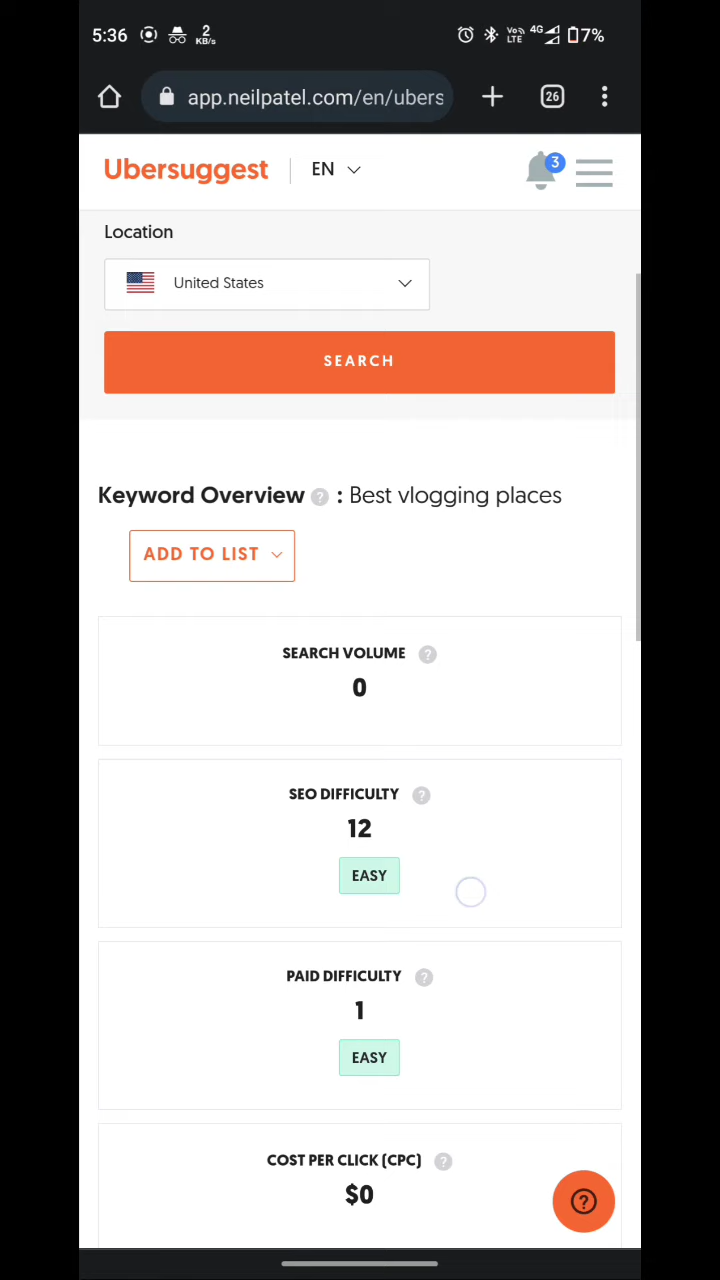 5:36 2 KB/s Vo) LTE 4G 7%
app.neilpatel.com/en/ubers 26
Ubersuggest EN 3
Location
United States
SEARCH
Keyword Overview ? : Best vlogging places
ADD TO LIST
SEARCH VOLUME ?
0
SEO DIFFICULTY ?
12
EASY
PAID DIFFICULTY ?
1
EASY
COST PER CLICK (CPC) ?
$0
?